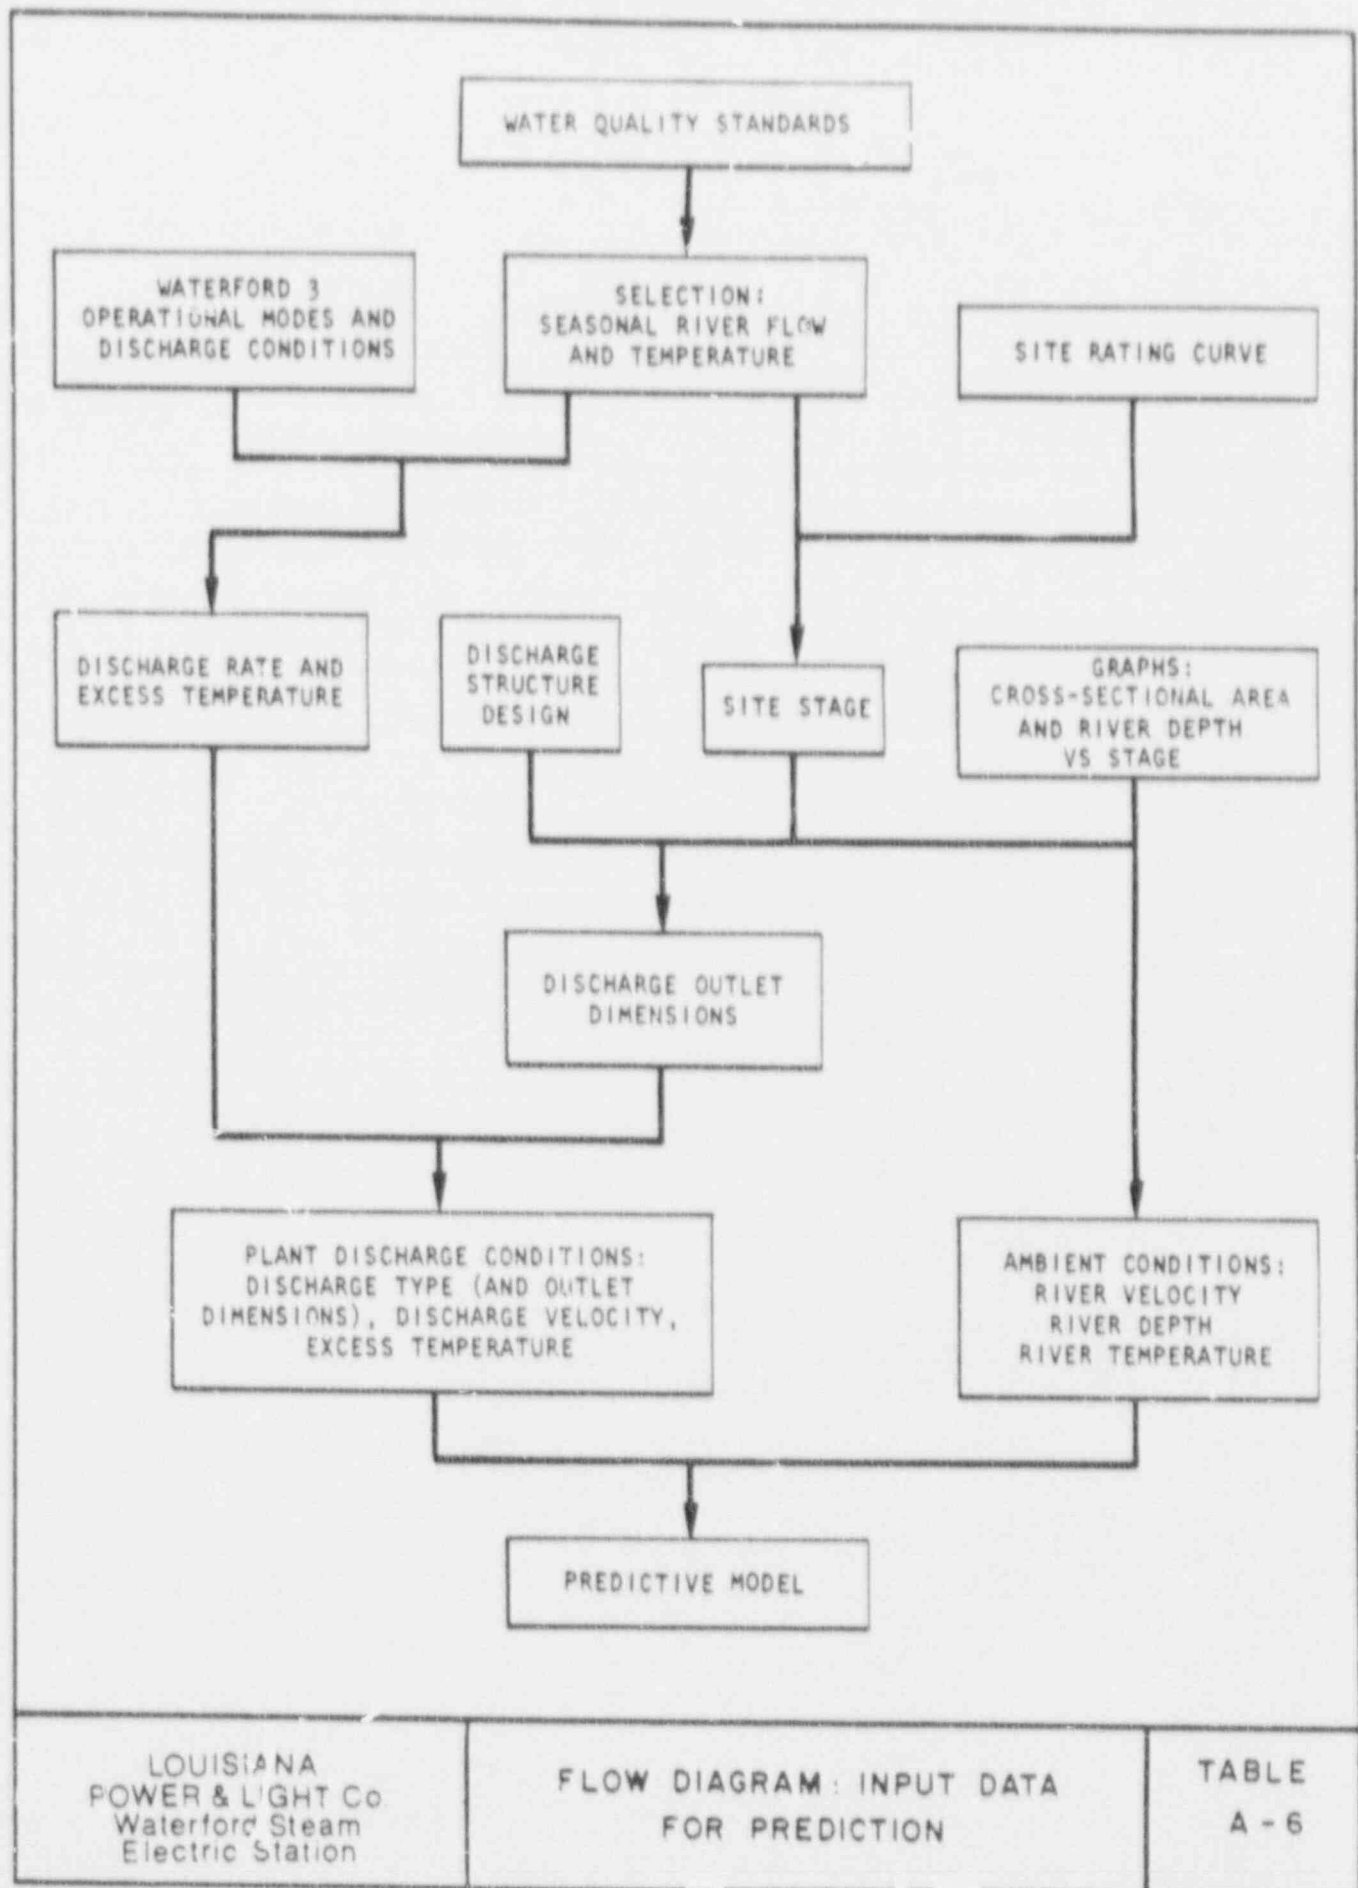 WATER QUALITY STANDARDS
WATERFORD 3
OPERATIONAL MODES AND
DISCHARGE CONDITIONS
SELECTION:
SEASONAL RIVER FLOW
AND TEMPERATURE
SITE RATING CURVE
DISCHARGE RATE AND
EXCESS TEMPERATURE
DISCHARGE
STRUCTURE
DESIGN
SITE STAGE
GRAPHS:
CROSS-SECTIONAL AREA
AND RIVER DEPTH
VS STAGE
DISCHARGE OUTLET
DIMENSIONS
PLANT DISCHARGE CONDITIONS:
DISCHARGE TYPE (AND OUTLET
DIMENSIONS), DISCHARGE VELOCITY,
EXCESS TEMPERATURE
AMBIENT CONDITIONS:
RIVER VELOCITY
RIVER DEPTH
RIVER TEMPERATURE
PREDICTIVE MODEL
LOUISIANA
POWER & LIGHT Co.
Waterford Steam
Electric Station
FLOW DIAGRAM: INPUT DATA
FOR PREDICTION
TABLE
A-6